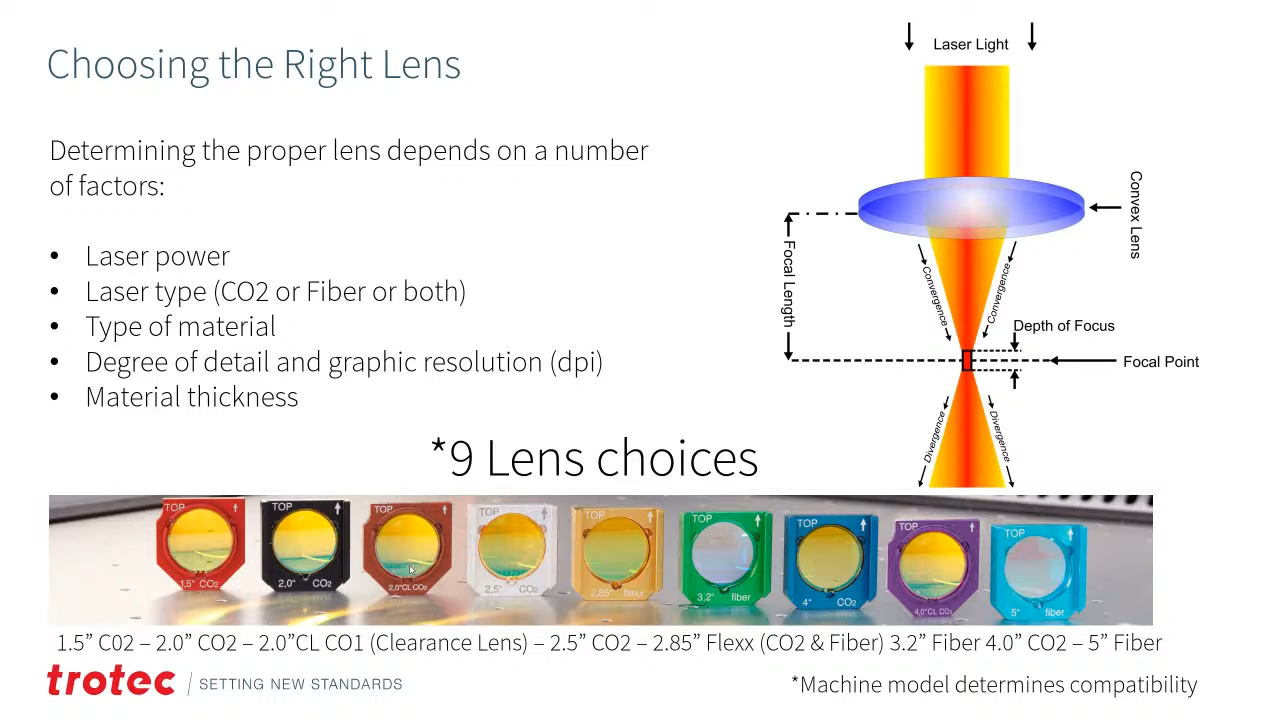 Choosing the Right Lens
Determining the proper lens depends on a number
of factors:
• Laser power
• Laser type (CO2 or Fiber or both)
• Type of material
• Degree of detail and graphic resolution (dpi)
• Material thickness
Laser Light
Convex Lens
Focal Length
Convergence
Convergence
Depth of Focus
Focal Point
Divergence
Divergence
*9 Lens choices
TOP
1,5" CO2
TOP
2,0" CO2
TOP
2,0"CL CO2
TOP
2,5" CO2
TOP
2,85" flexx
TOP
3,2" fiber
TOP
4" CO2
TOP
4,0"CL CO2
TOP
5" fiber
1.5” C02 – 2.0” CO2 – 2.0”CL CO1 (Clearance Lens) – 2.5” CO2 – 2.85” Flexx (CO2 & Fiber) 3.2” Fiber 4.0” CO2 – 5” Fiber
trotec / SETTING NEW STANDARDS
*Machine model determines compatibility